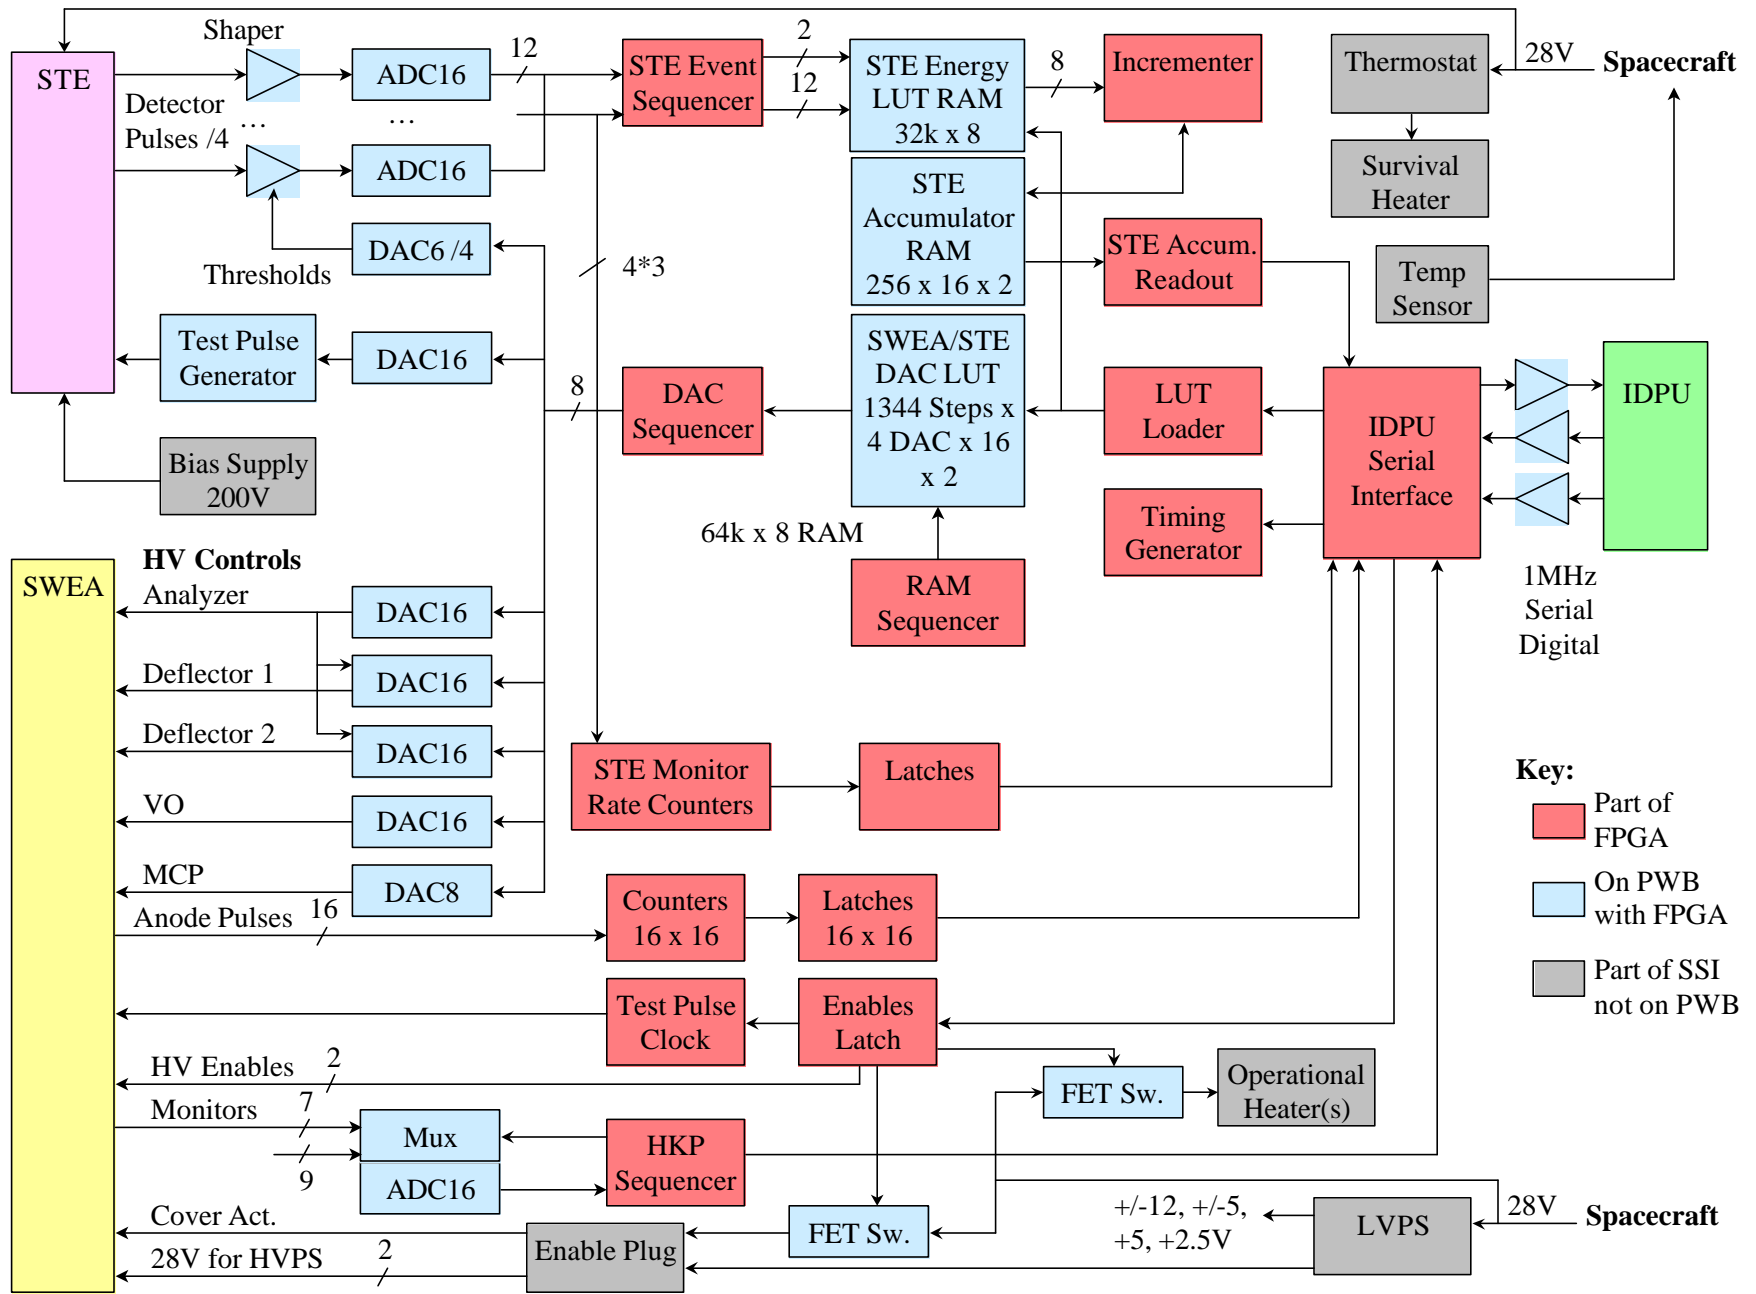 Shaper
STE
ADC16
12
STE Event
Sequencer
2
12
STE Energy
LUT RAM
32k x 8
8
Incrementer
Thermostat
28V
Spacecraft
Detector
Pulses /4
...
...
ADC16
Survival
Heater
STE
Accumulator
RAM
256 x 16 x 2
DAC6 /4
Thresholds
4*3
STE Accum.
Readout
Temp
Sensor
Test Pulse
Generator
DAC16
8
DAC
Sequencer
SWEA/STE
DAC LUT
1344 Steps x
4 DAC x 16
x 2
LUT
Loader
IDPU
Serial
Interface
IDPU
Bias Supply
200V
64k x 8 RAM
Timing
Generator
RAM
Sequencer
1MHz
Serial
Digital
HV Controls
SWEA
Analyzer
DAC16
Deflector 1
DAC16
Deflector 2
DAC16
VO
DAC16
MCP
DAC8
STE Monitor
Rate Counters
Latches
Key:
Part of
FPGA
On PWB
with FPGA
Part of SSI
not on PWB
Anode Pulses
16
Counters
16 x 16
Latches
16 x 16
Test Pulse
Clock
Enables
Latch
HV Enables
2
FET Sw.
Operational
Heater(s)
Monitors
7
9
Mux
ADC16
HKP
Sequencer
Cover Act.
28V for HVPS
2
Enable Plug
FET Sw.
+/-12, +/-5,
+5, +2.5V
LVPS
28V
Spacecraft